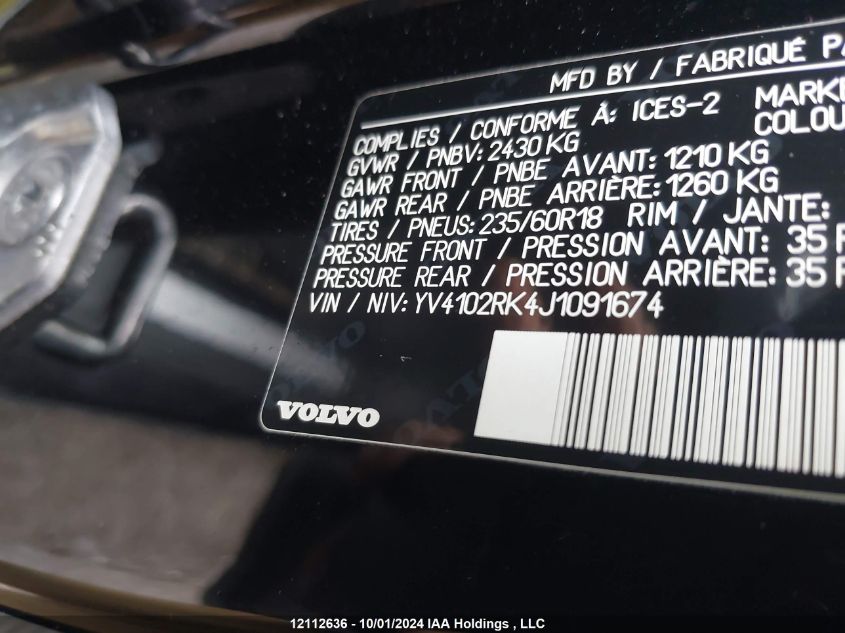 MFD BY / FABRIQUÉ
COMPLIES / CONFORME À: ICES-2
GVWR / PNBV: 2430 KG
GAWR FRONT / PNBE AVANT: 1210 KG
GAWR REAR / PNBE ARRIÈRE: 1260 KG
TIRES / PNEUS: 235/60R18 RIM / JANTE:
PRESSURE FRONT / PRESSION AVANT: 35
PRESSURE REAR / PRESSION ARRIÈRE: 35
VIN / NIV: YV4102RK4J1091674
VOLVO
12112636 - 10/01/2024 IAA Holdings , LLC